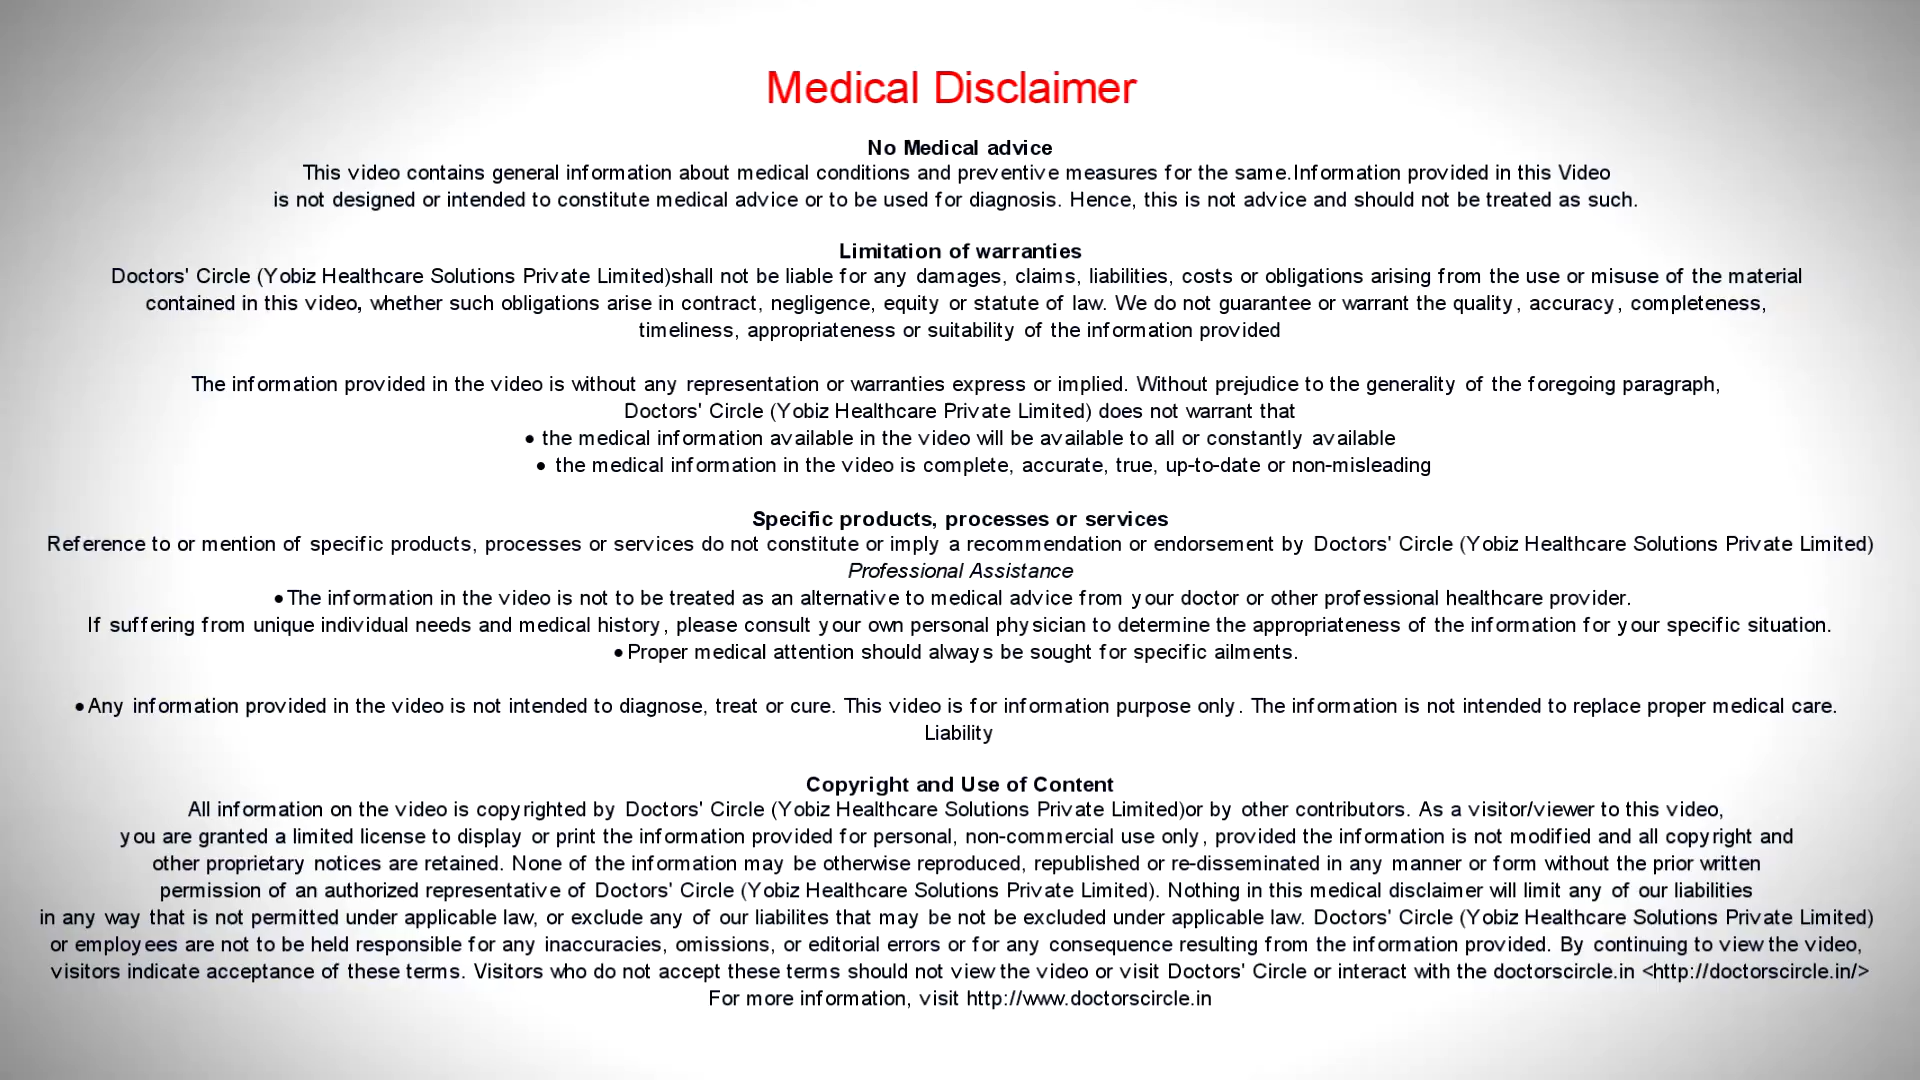 Medical Disclaimer
No Medical advice
This video contains general information about medical conditions and preventive measures for the same.Information provided in this Video
is not designed or intended to constitute medical advice or to be used for diagnosis. Hence, this is not advice and should not be treated as such.
Limitation of warranties
Doctors' Circle (Yobiz Healthcare Solutions Private Limited)shall not be liable for any damages, claims, liabilities, costs or obligations arising from the use or misuse of the material
contained in this video, whether such obligations arise in contract, negligence, equity or statute of law. We do not guarantee or warrant the quality, accuracy, completeness,
timeliness, appropriateness or suitability of the information provided
The information provided in the video is without any representation or warranties express or implied. Without prejudice to the generality of the foregoing paragraph,
Doctors' Circle (Yobiz Healthcare Private Limited) does not warrant that
• the medical information available in the video will be available to all or constantly available
• the medical information in the video is complete, accurate, true, up-to-date or non-misleading
Specific products, processes or services
Reference to or mention of specific products, processes or services do not constitute or imply a recommendation or endorsement by Doctors' Circle (Yobiz Healthcare Solutions Private Limited)
Professional Assistance
•The information in the video is not to be treated as an alternative to medical advice from your doctor or other professional healthcare provider.
If suffering from unique individual needs and medical history, please consult your own personal physician to determine the appropriateness of the information for your specific situation.
•Proper medical attention should always be sought for specific ailments.
•Any information provided in the video is not intended to diagnose, treat or cure. This video is for information purpose only. The information is not intended to replace proper medical care.
Liability
Copyright and Use of Content
All information on the video is copyrighted by Doctors' Circle (Yobiz Healthcare Solutions Private Limited)or by other contributors. As a visitor/viewer to this video,
you are granted a limited license to display or print the information provided for personal, non-commercial use only, provided the information is not modified and all copyright and
other proprietary notices are retained. None of the information may be otherwise reproduced, republished or re-disseminated in any manner or form without the prior written
permission of an authorized representative of Doctors' Circle (Yobiz Healthcare Solutions Private Limited). Nothing in this medical disclaimer will limit any of our liabilities
in any way that is not permitted under applicable law, or exclude any of our liabilites that may be not be excluded under applicable law. Doctors' Circle (Yobiz Healthcare Solutions Private Limited)
or employees are not to be held responsible for any inaccuracies, omissions, or editorial errors or for any consequence resulting from the information provided. By continuing to view the video,
visitors indicate acceptance of these terms. Visitors who do not accept these terms should not view the video or visit Doctors' Circle or interact with the doctorscircle.in <http://doctorscircle.in/>
For more information, visit http://www.doctorscircle.in